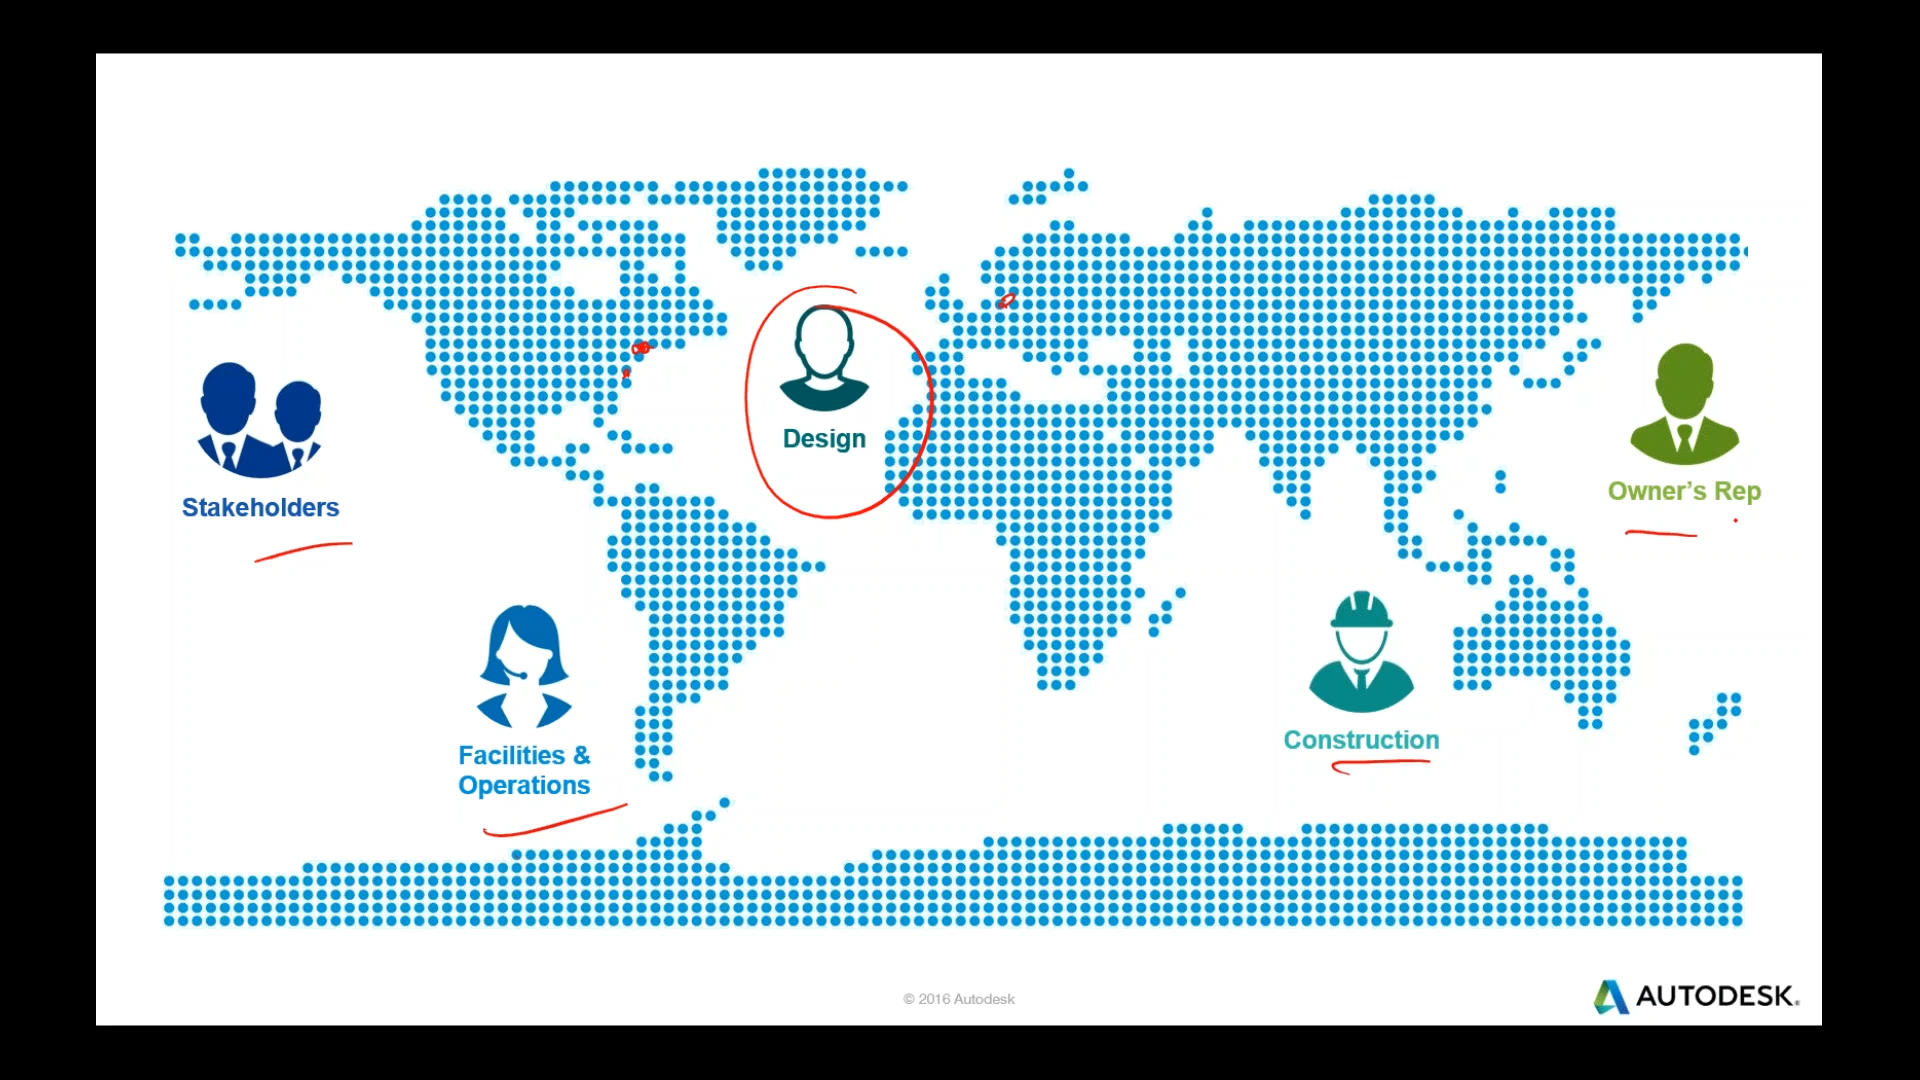 Design
Stakeholders
Owner's Rep
Facilities &
Operations
Construction
© 2016 Autodesk
AUTODESK®